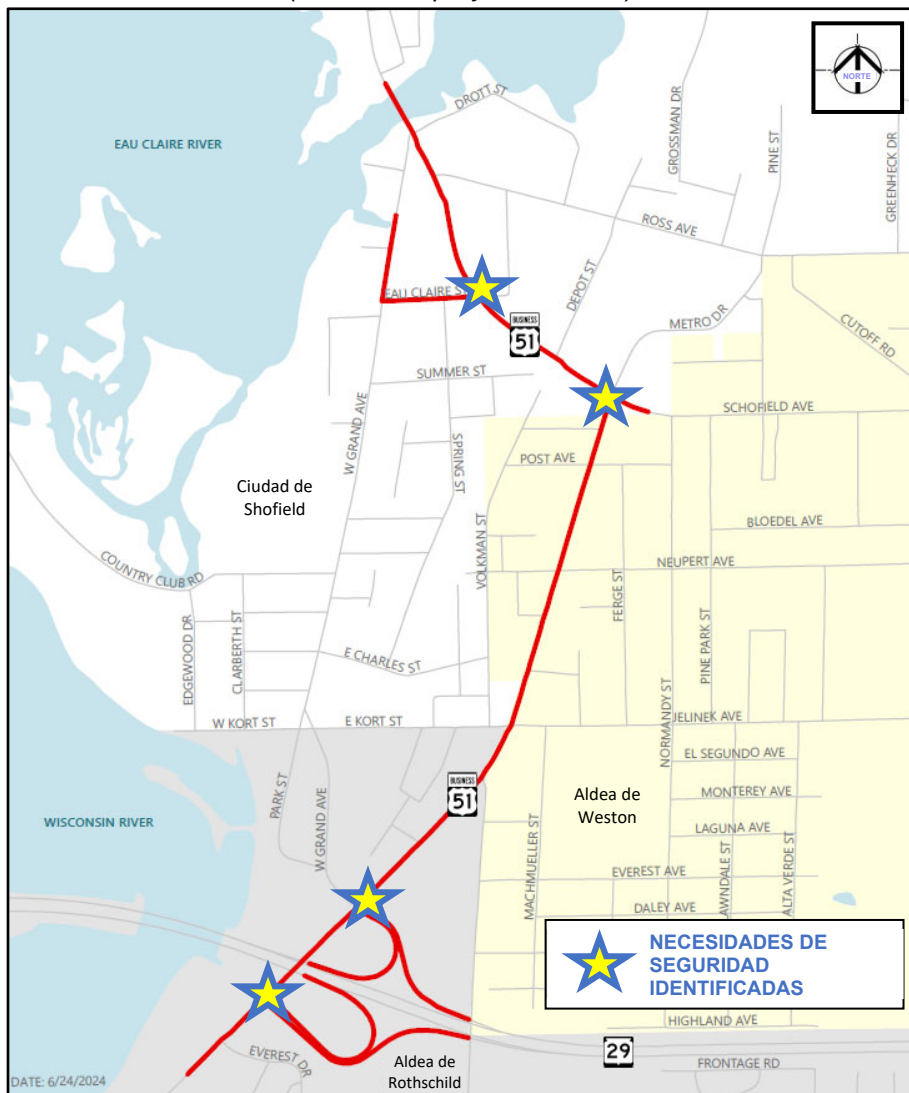 NORTE
DROTT ST
GROSSMAN DR
PINE ST
GREENHECK DR
EAU CLAIRE RIVER
ROSS AVE
EAU CLAIRE ST
DEPOT ST
BUSINESS
51
METRO DR
CUTOFF RD
SUMMER ST
SCHOFIELD AVE
W GRAND AVE
SPRING ST
POST AVE
Ciudad de
Shofield
BLOEDEL AVE
VOLKMAN ST
COUNTRY CLUB RD
NEUPERT AVE
FERGE ST
EDGEWOOD DR
CLARBERTH ST
E CHARLES ST
PINE PARK ST
NORMANDY ST
W KORT ST
E KORT ST
JELINEK AVE
EL SEGUNDO AVE
BUSINESS
51
PARK ST
W GRAND AVE
Aldea de
Weston
MONTEREY AVE
WISCONSIN RIVER
LAGUNA AVE
MACHMUELLER ST
EVEREST AVE
AWNDALE ST
ALTA VERDE ST
DALEY AVE
NECESIDADES DE
SEGURIDAD
IDENTIFICADAS
HIGHLAND AVE
EVEREST DR
Aldea de
Rothschild
29
FRONTAGE RD
DATE: 6/24/2024